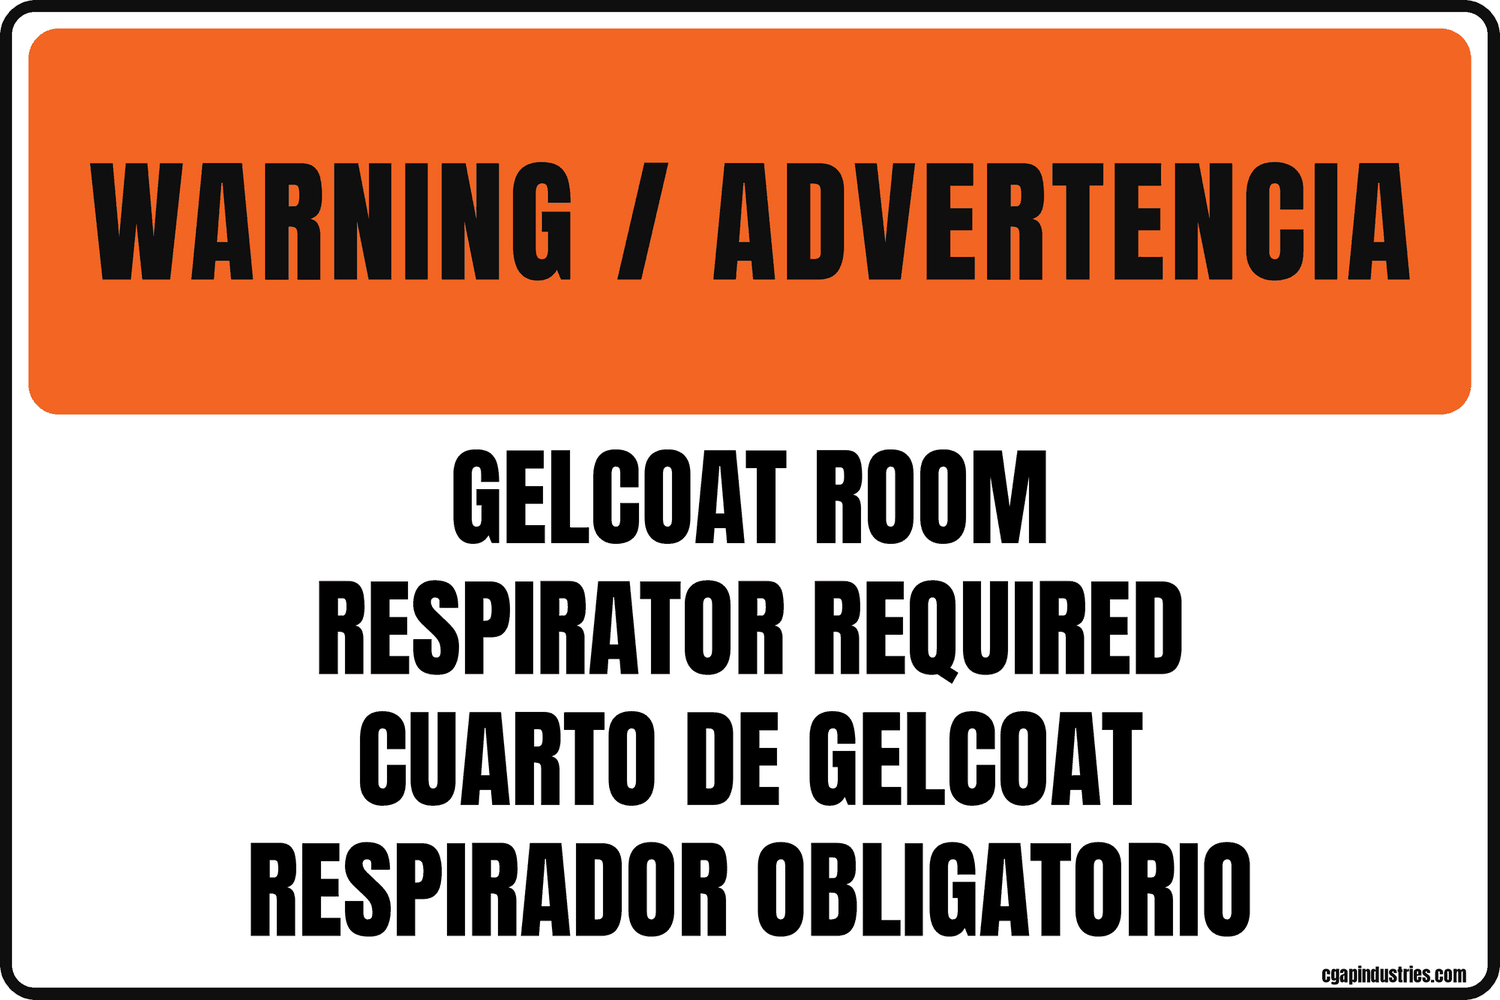 WARNING / ADVERTENCIA
GELCOAT ROOM
RESPIRATOR REQUIRED
CUARTO DE GELCOAT
RESPIRADOR OBLIGATORIO
cgapindustries.com